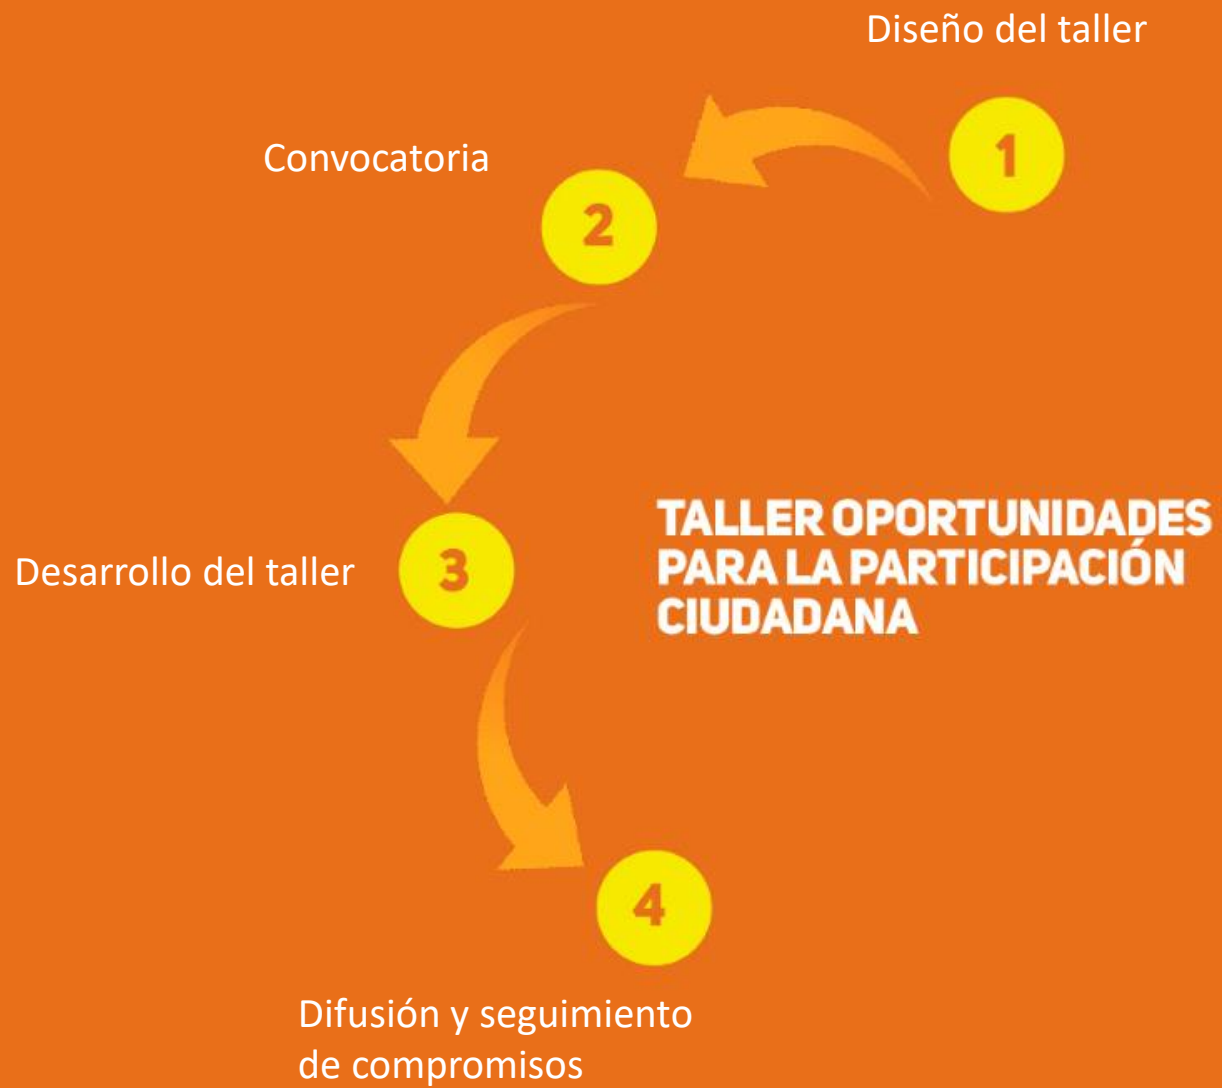 Diseño del taller
1
Convocatoria
2
Desarrollo del taller
3
TALLER OPORTUNIDADES
PARA LA PARTICIPACIÓN
CIUDADANA
4
Difusión y seguimiento
de compromisos